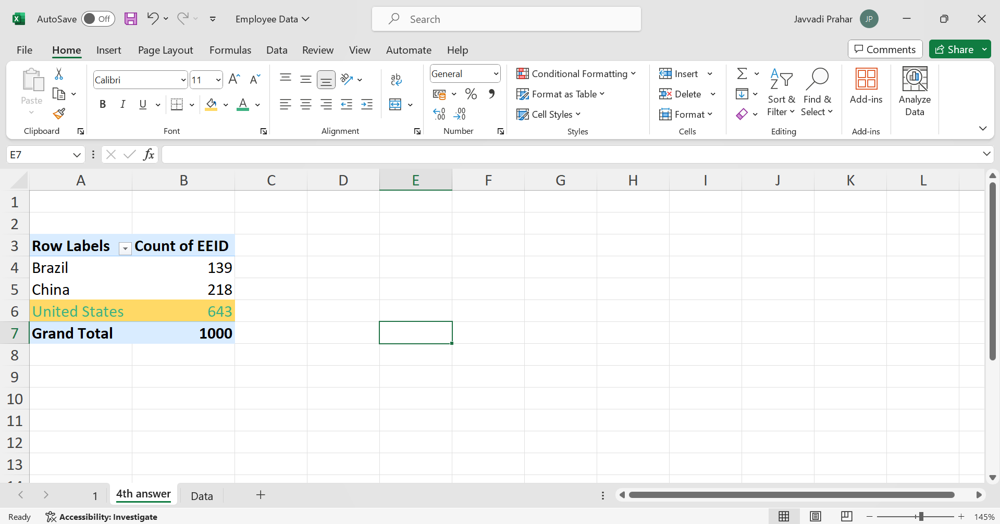 AutoSave Off Employee Data Search Javvadi Prahar JP
File Home Insert Page Layout Formulas Data Review View Automate Help Comments Share
Paste
Clipboard
Calibri 11
B I U A
Font
ab
Alignment
General
%
Number
Conditional Formatting
Format as Table
Cell Styles
Styles
Insert
Delete
Format
Cells
Sort & Filter
Find & Select
Editing
Add-ins
Add-ins
Analyze Data
E7 fx
A B C D E F G H I J K L
1
2
3 Row Labels Count of EEID
4 Brazil 139
5 China 218
6 United States 643
7 Grand Total 1000
8
9
10
11
12
13
1 4th answer Data
Ready Accessibility: Investigate 145%